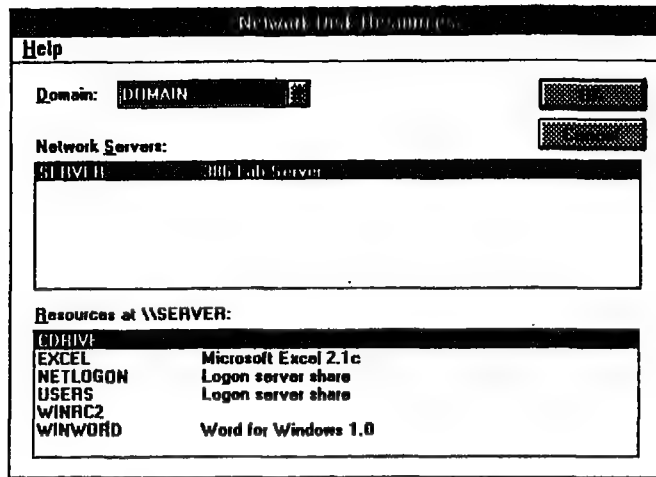 Network Disk Resources
Help
Domain: DOMAIN
Network Servers:
SERVER 386 Lab Server
Resources at \\SERVER:
CDRIVE
EXCEL Microsoft Excel 2.1c
NETLOGON Logon server share
USERS Logon server share
WINRC2
WINWORD Word for Windows 1.0